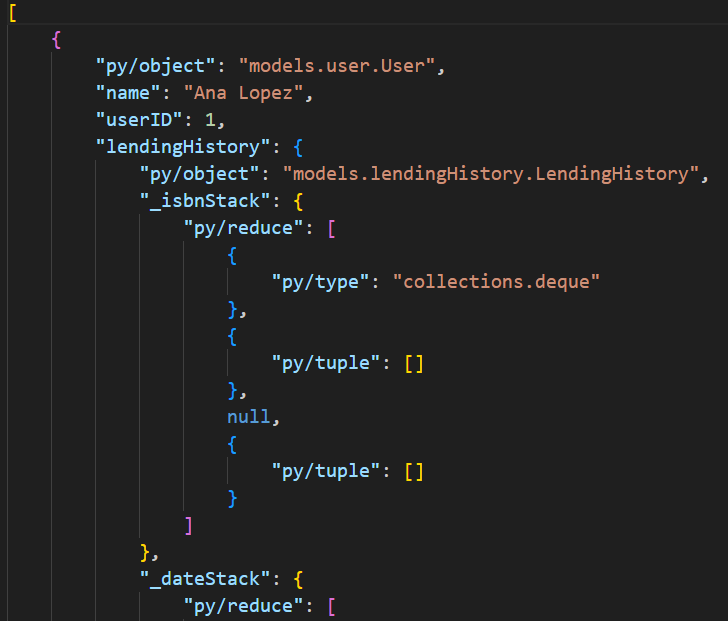 [
    {
        "py/object": "models.user.User",
        "name": "Ana Lopez",
        "userID": 1,
        "lendingHistory": {
            "py/object": "models.lendingHistory.LendingHistory",
            "_isbnStack": {
                "py/reduce": [
                    {
                        "py/type": "collections.deque"
                    },
                    {
                        "py/tuple": []
                    },
                    null,
                    {
                        "py/tuple": []
                    }
                ]
            },
            "_dateStack": {
                "py/reduce": [